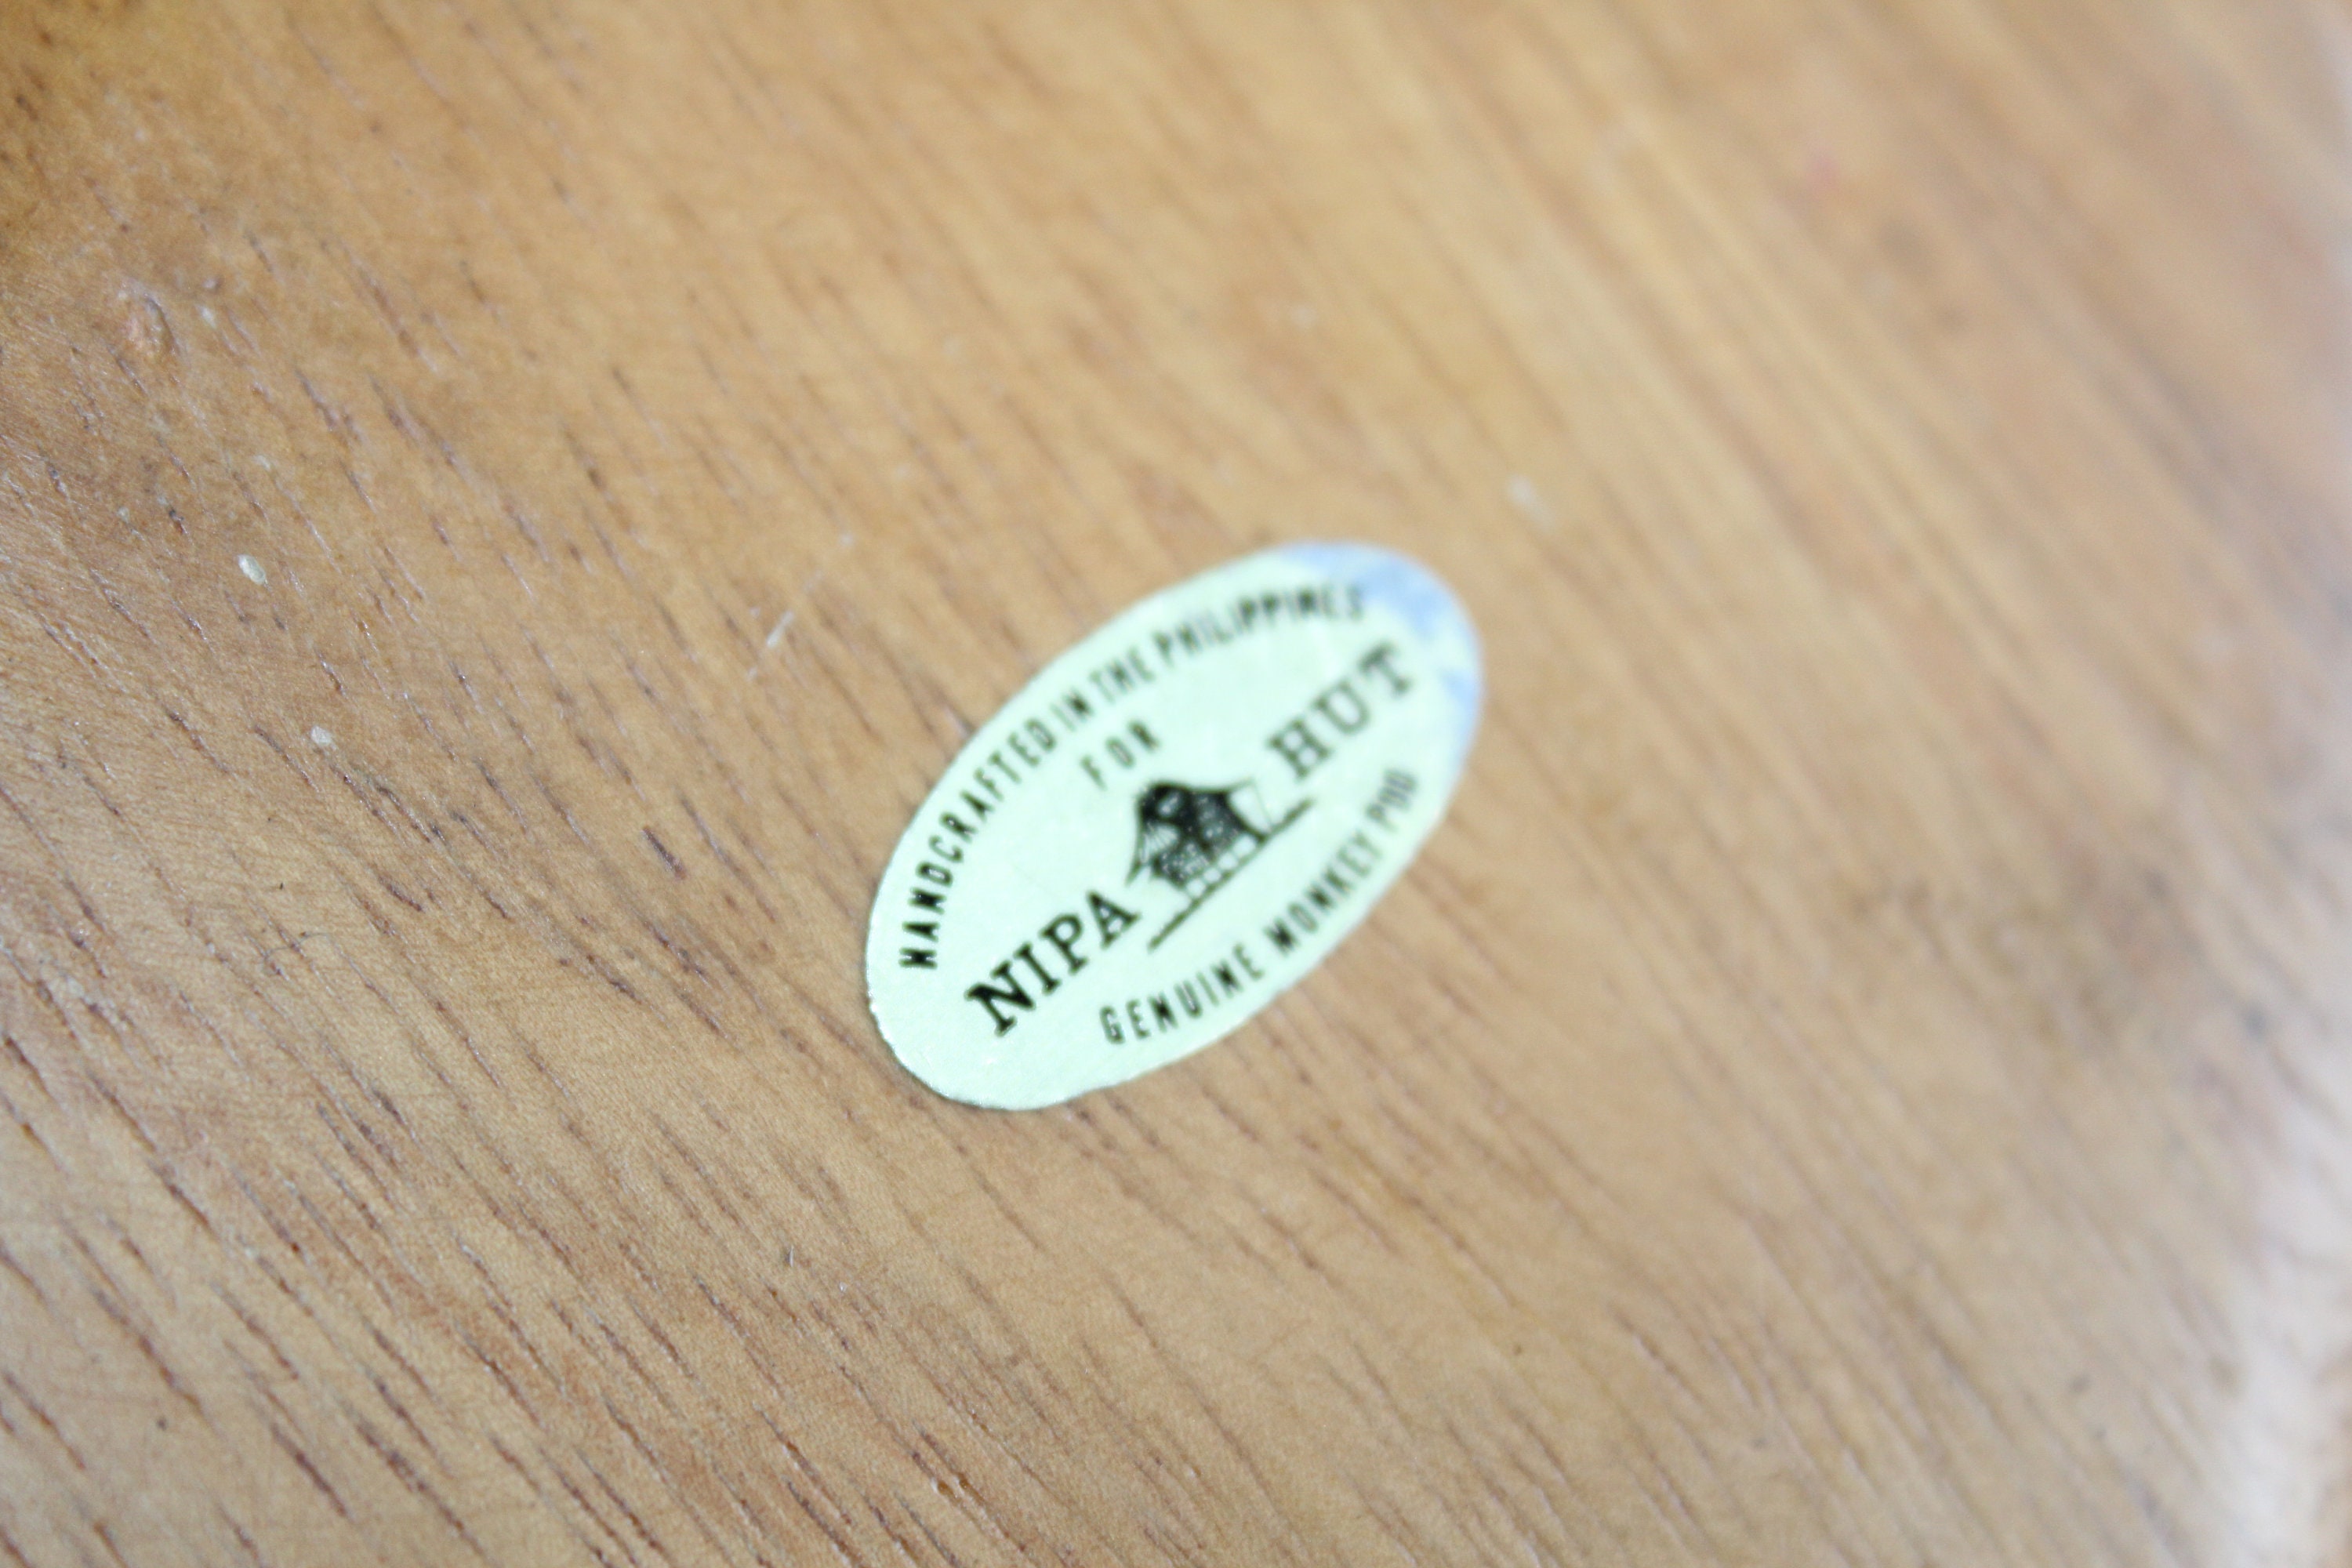 HANDCRAFTED IN THE PHILIPPINES
FOR
NIPA HUT
GENUINE MONKEY POD